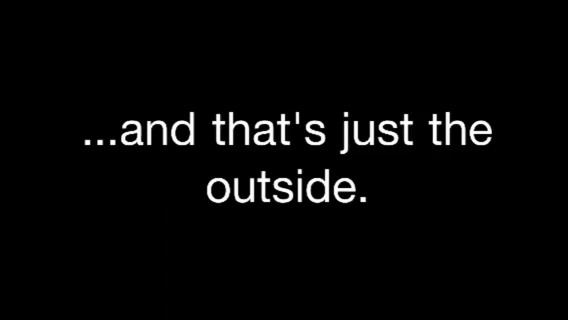 ...and that's just the
outside.